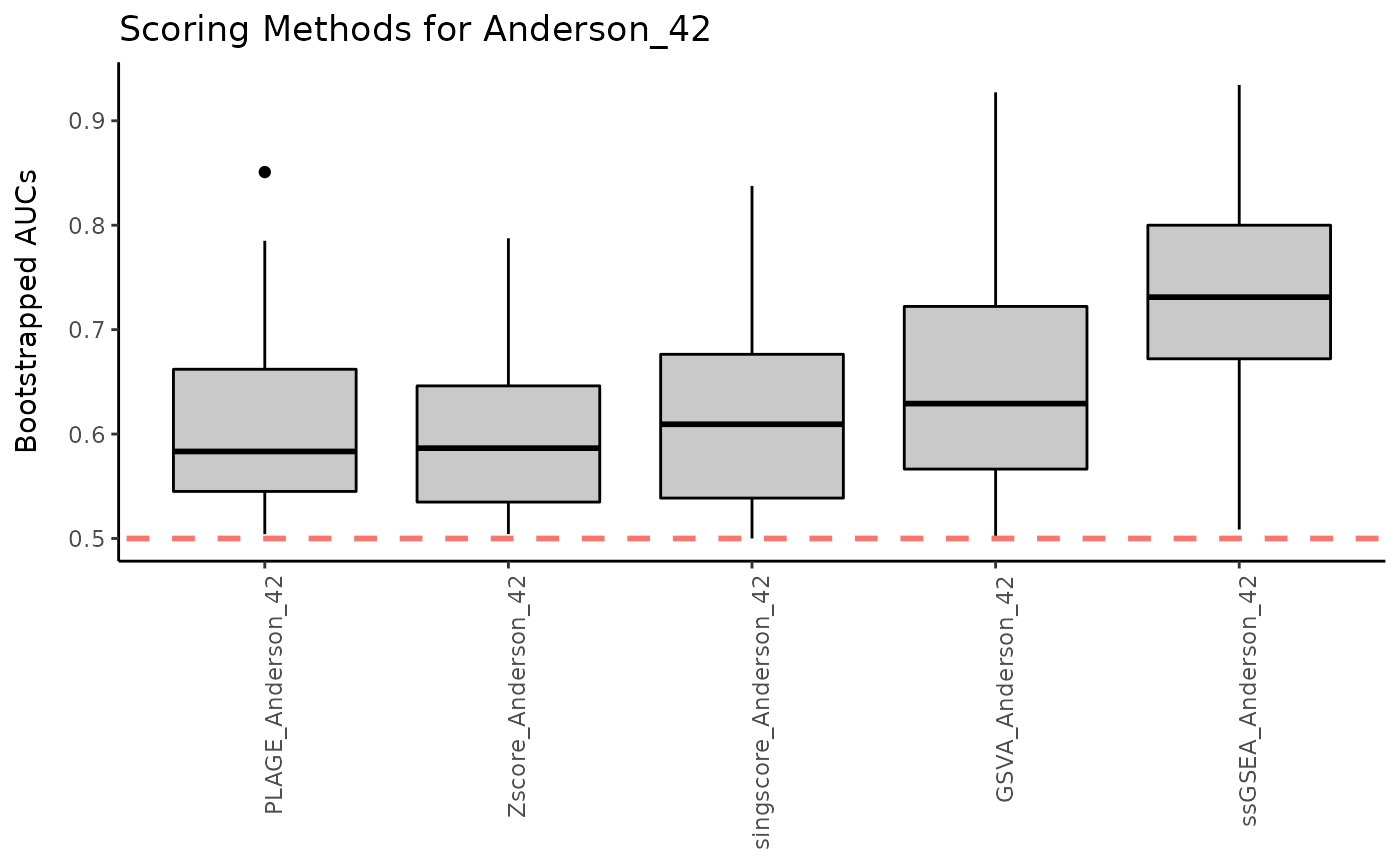 Scoring Methods for Anderson_42
Bootstrapped AUCs
0.9
0.8
0.7
0.6
0.5
PLAGE_Anderson_42
Zscore_Anderson_42
singscore_Anderson_42
GSVA_Anderson_42
ssGSEA_Anderson_42